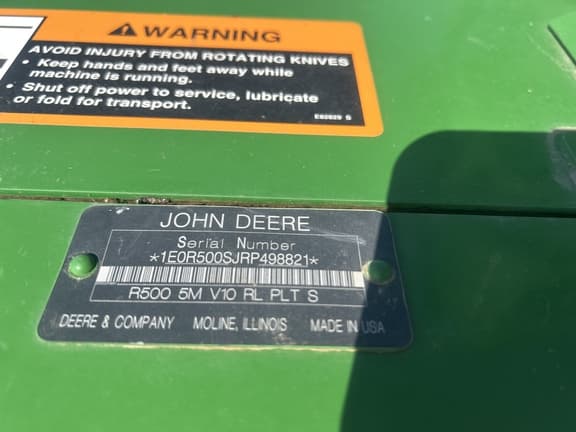 WARNING
AVOID INJURY FROM ROTATING KNIVES
• Keep hands and feet away while
machine is running.
• Shut off power to service, lubricate
or fold for transport.
E82629 S
JOHN DEERE
Serial Number
*1E0R500SJRP498821*
R500 5M V10 RL PLT S
DEERE & COMPANY MOLINE, ILLINOIS MADE IN USA